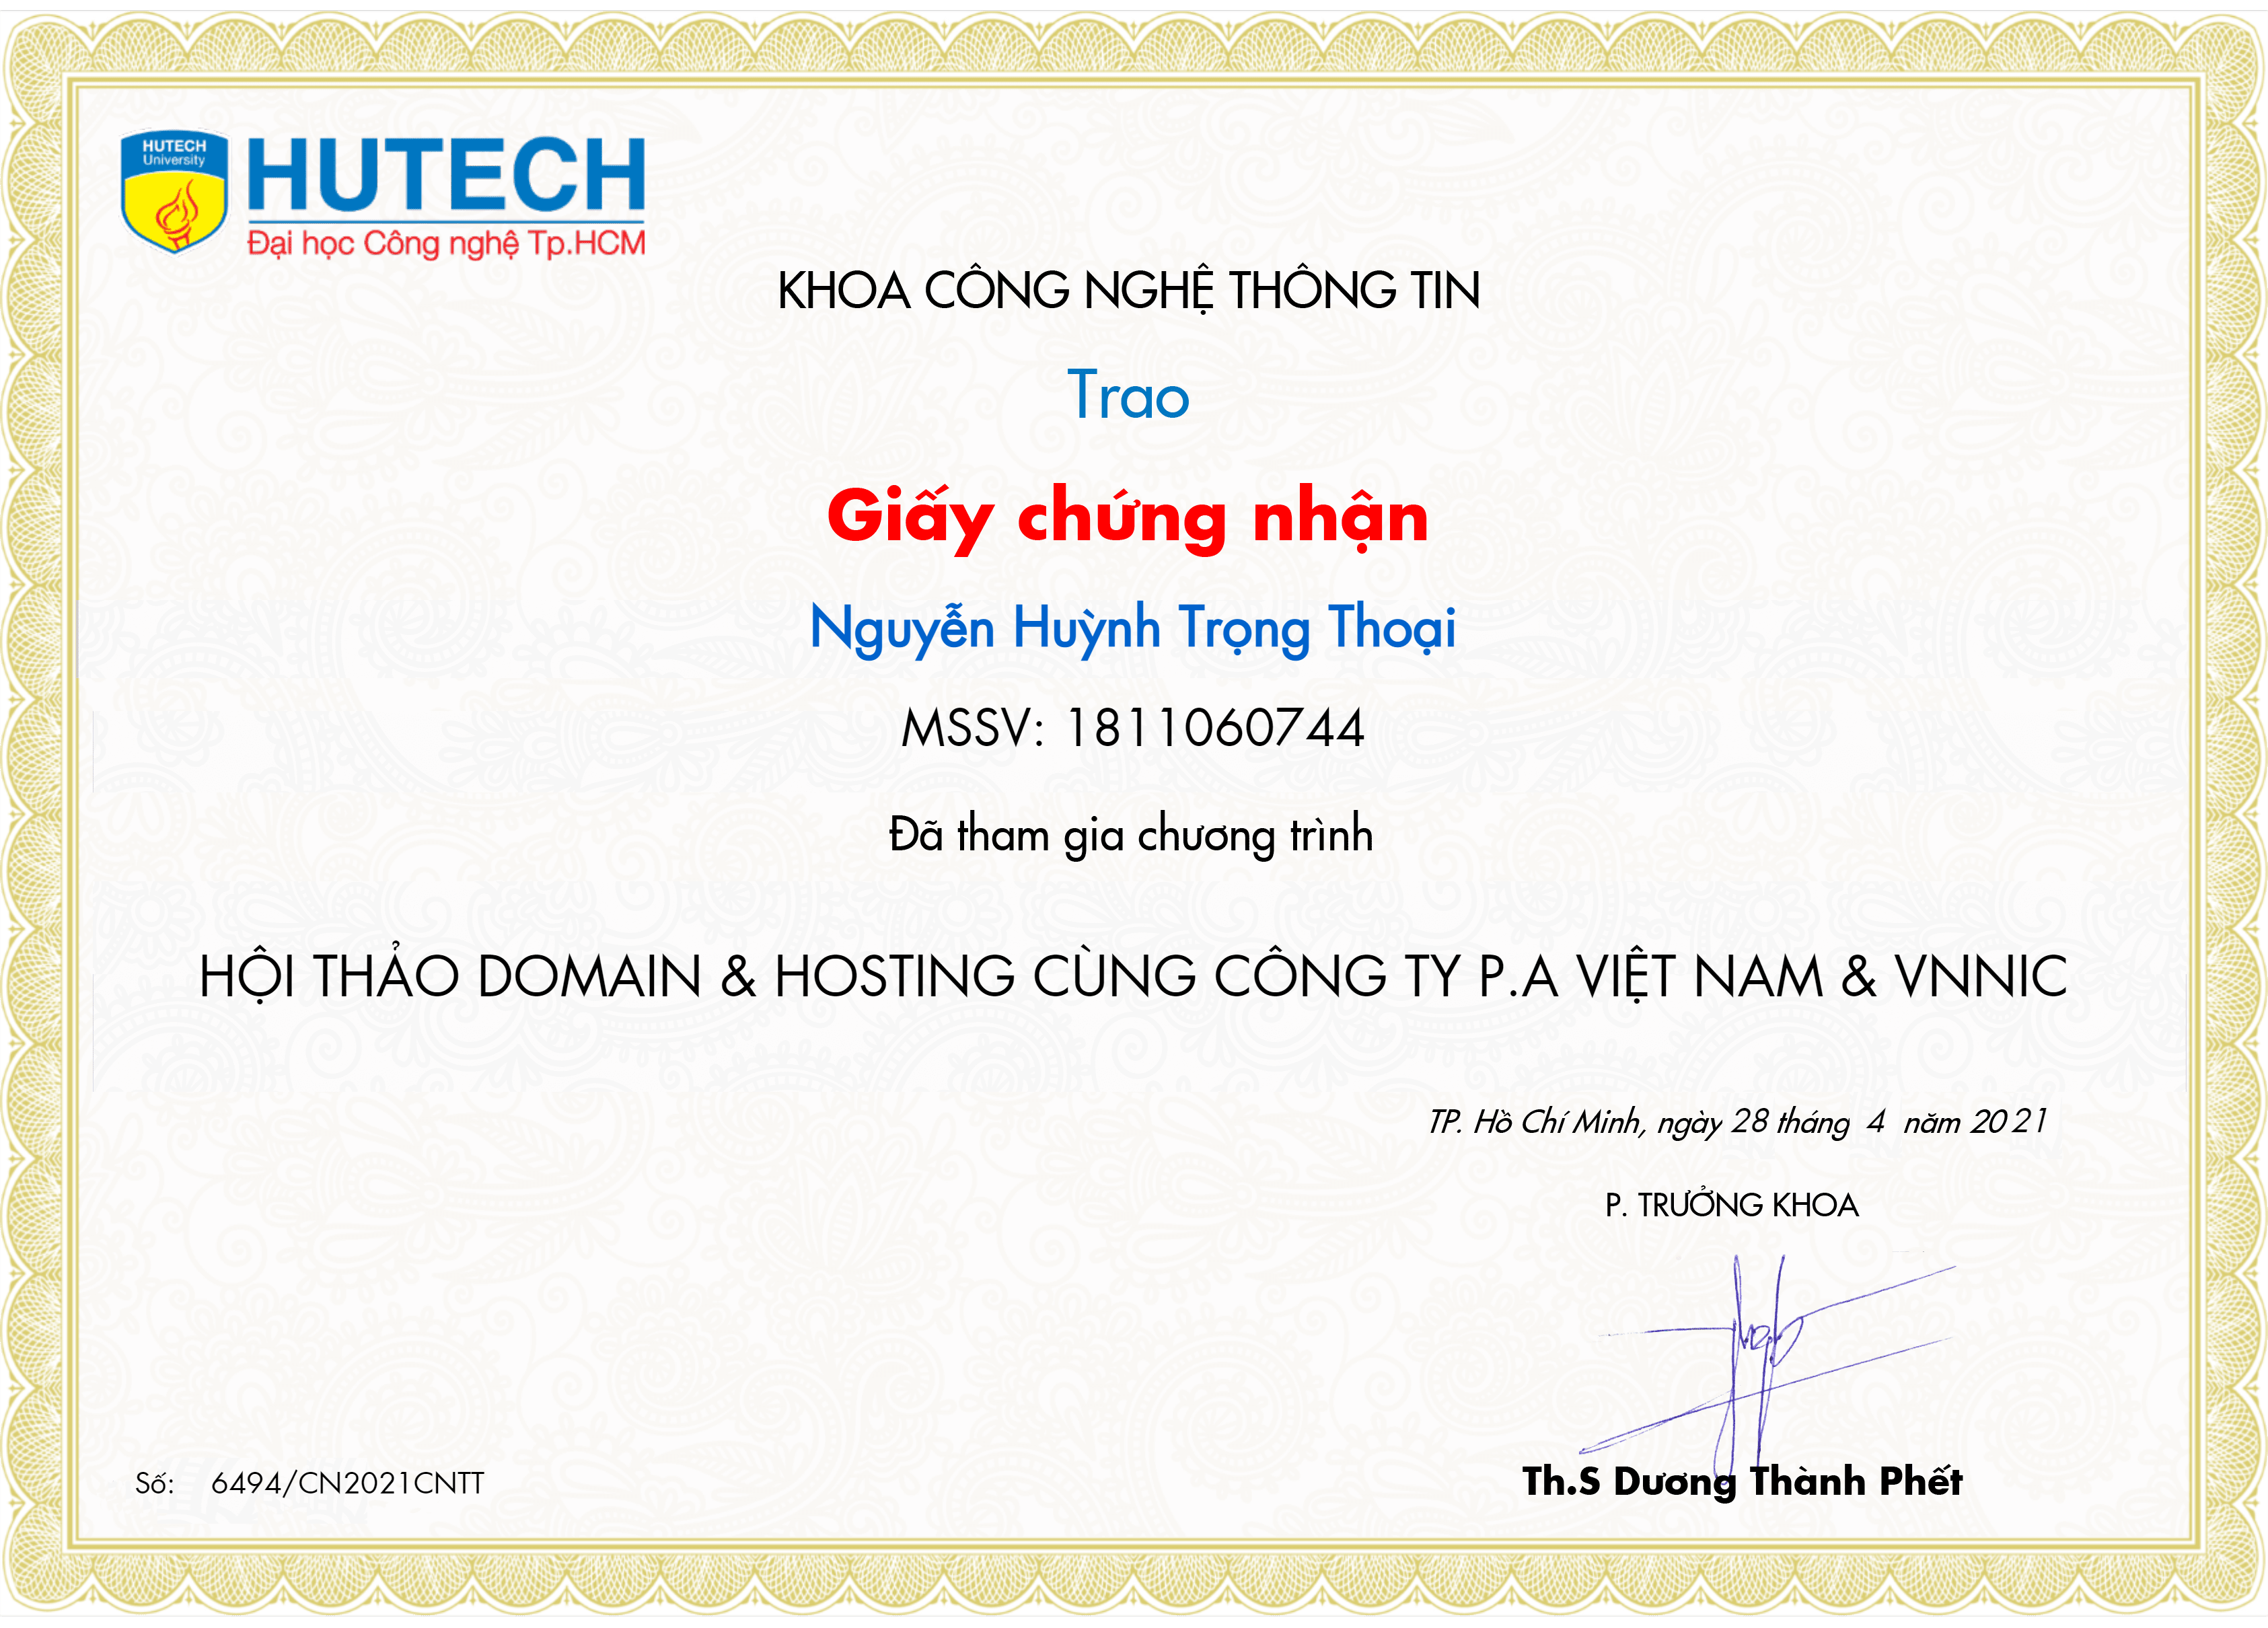 HUTECH
University
HUTECH
Đại học Công nghệ Tp.HCM
KHOA CÔNG NGHỆ THÔNG TIN
Trao
Giấy chứng nhận
Nguyễn Huỳnh Trọng Thoại
MSSV: 1811060744
Đã tham gia chương trình
HỘI THẢO DOMAIN & HOSTING CÙNG CÔNG TY P.A VIỆT NAM & VNNIC
TP. Hồ Chí Minh, ngày 28 tháng 4 năm 2021
P. TRƯỞNG KHOA
Th.S Dương Thành Phết
Số: 6494/CN2021CNTT